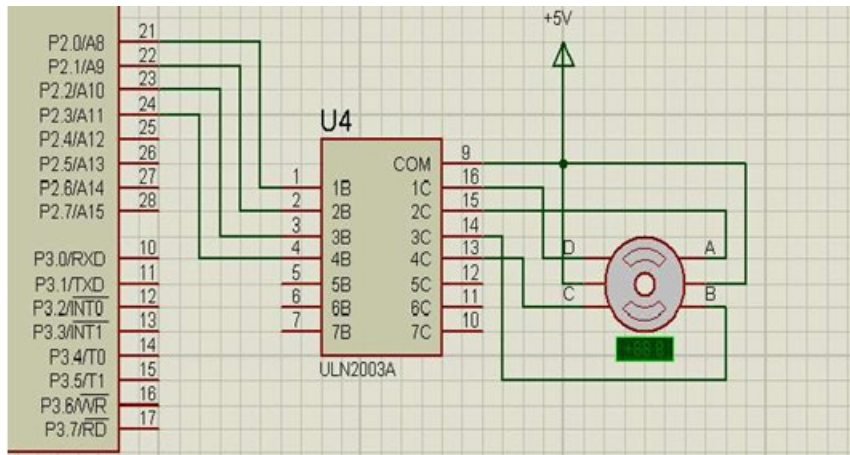 +5V
P2.0/A8 21
P2.1/A9 22
P2.2/A10 23
P2.3/A11 24
P2.4/A12 25
P2.5/A13 26
P2.6/A14 27
P2.7/A15 28
P3.0/RXD 10
P3.1/TXD 11
P3.2/INT0 12
P3.3/INT1 13
P3.4/T0 14
P3.5/T1 15
P3.6/WR 16
P3.7/RD 17
U4
COM 9
1 1B 1C 16
2 2B 2C 15
3 3B 3C 14
4 4B 4C 13
5 5B 5C 12
6 6B 6C 11
7 7B 7C 10
ULN2003A
D A
C B